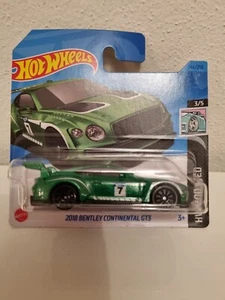 Hot Wheels
3/5
7
2018 BENTLEY CONTINENTAL GT3
3+